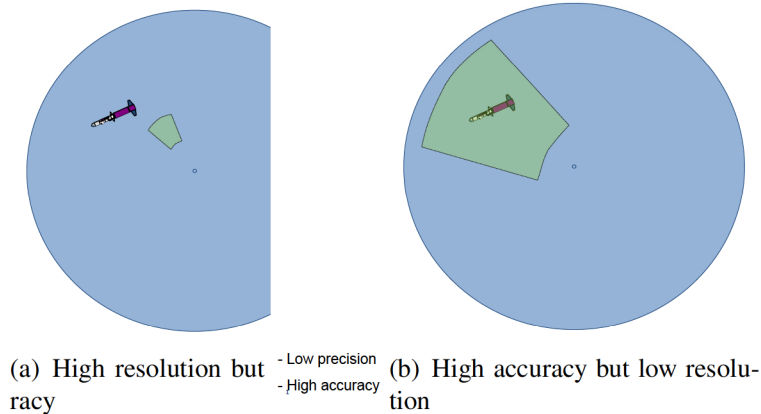 (a) High resolution but
racy
- Low precision
- High accuracy
(b) High accuracy but low resolu-
tion